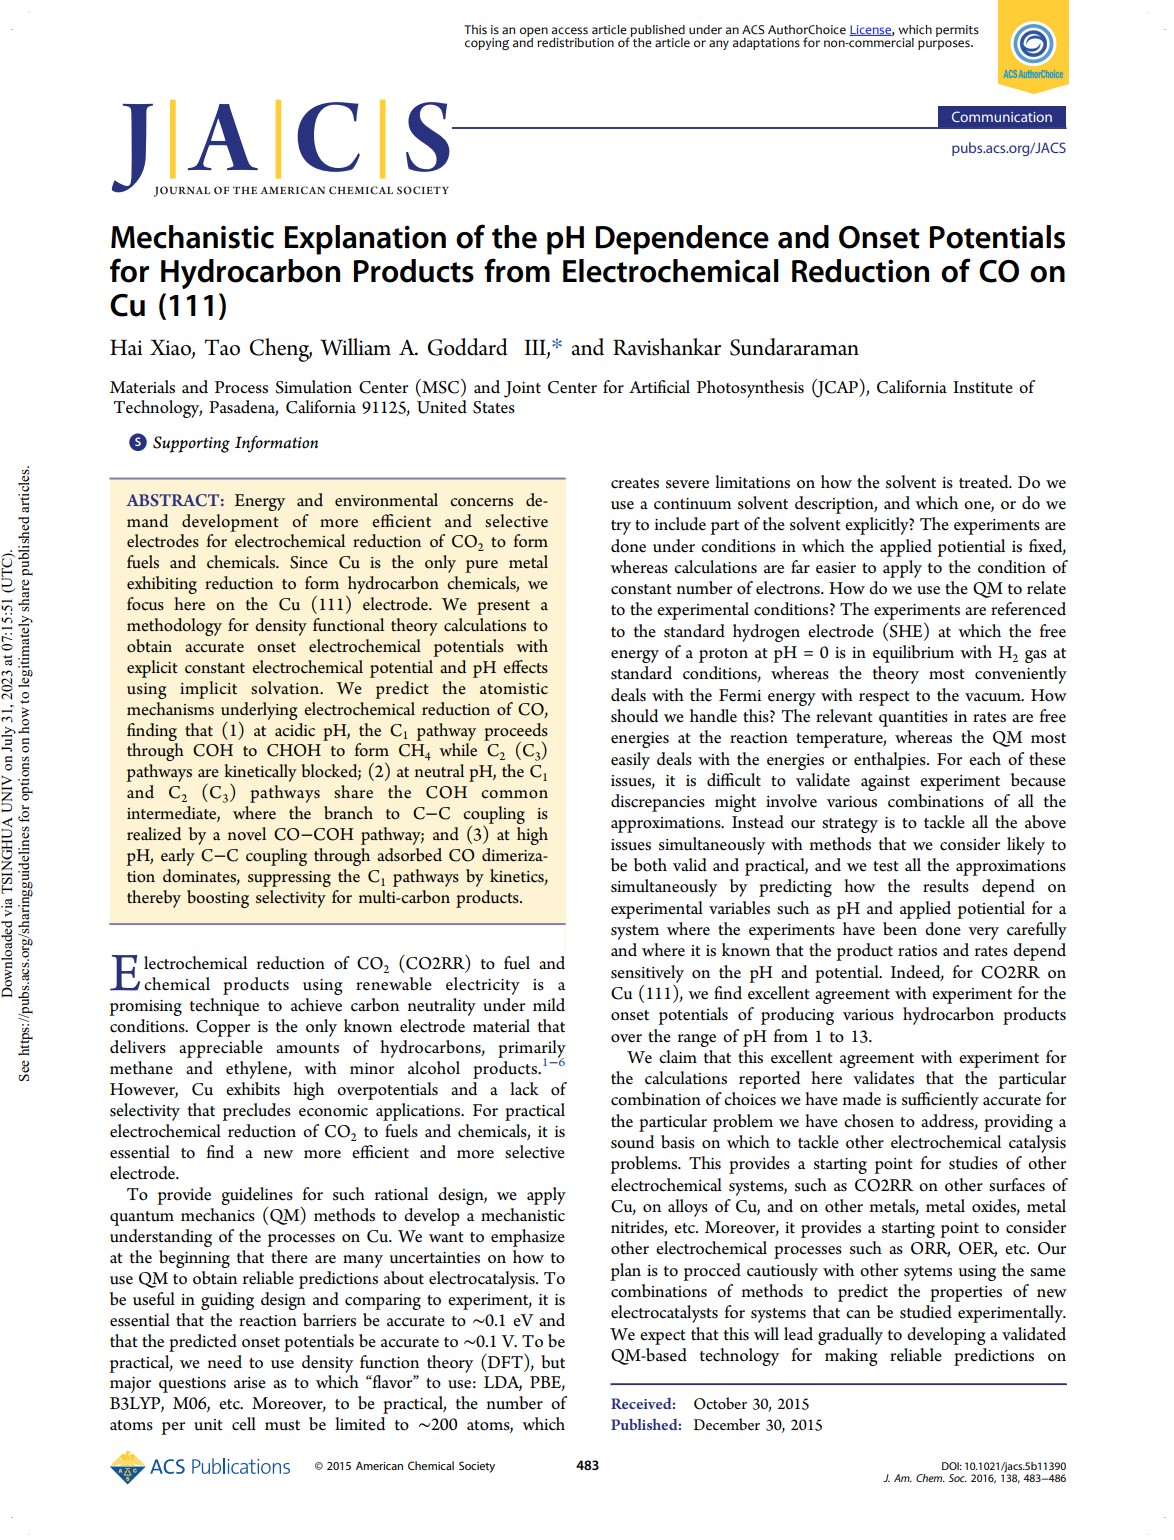 This is an open access article published under an ACS AuthorChoice License, which permits
copying and redistribution of the article or any adaptations for non-commercial purposes.
ACS AuthorChoice
Communication
pubs.acs.org/JACS
J|A|C|S
JOURNAL OF THE AMERICAN CHEMICAL SOCIETY
Mechanistic Explanation of the pH Dependence and Onset Potentials
for Hydrocarbon Products from Electrochemical Reduction of CO on
Cu (111)
Hai Xiao, Tao Cheng, William A. Goddard III,* and Ravishankar Sundararaman
Materials and Process Simulation Center (MSC) and Joint Center for Artificial Photosynthesis (JCAP), California Institute of
Technology, Pasadena, California 91125, United States
S Supporting Information
ABSTRACT: Energy and environmental concerns de-
mand development of more efficient and selective
electrodes for electrochemical reduction of CO₂ to form
fuels and chemicals. Since Cu is the only pure metal
exhibiting reduction to form hydrocarbon chemicals, we
focus here on the Cu (111) electrode. We present a
methodology for density functional theory calculations to
obtain accurate onset electrochemical potentials with
explicit constant electrochemical potential and pH effects
using implicit solvation. We predict the atomistic
mechanisms underlying electrochemical reduction of CO,
finding that (1) at acidic pH, the C₁ pathway proceeds
through COH to CHOH to form CH₄ while C₂ (C₃)
pathways are kinetically blocked; (2) at neutral pH, the C₁
and C₂ (C₃) pathways share the COH common
intermediate, where the branch to C−C coupling is
realized by a novel CO−COH pathway; and (3) at high
pH, early C−C coupling through adsorbed CO dimeriza-
tion dominates, suppressing the C₁ pathways by kinetics,
thereby boosting selectivity for multi-carbon products.
Electrochemical reduction of CO₂ (CO2RR) to fuel and
chemical products using renewable electricity is a
promising technique to achieve carbon neutrality under mild
conditions. Copper is the only known electrode material that
delivers appreciable amounts of hydrocarbons, primarily
methane and ethylene, with minor alcohol products.¹⁻⁶
However, Cu exhibits high overpotentials and a lack of
selectivity that precludes economic applications. For practical
electrochemical reduction of CO₂ to fuels and chemicals, it is
essential to find a new more efficient and more selective
electrode.
To provide guidelines for such rational design, we apply
quantum mechanics (QM) methods to develop a mechanistic
understanding of the processes on Cu. We want to emphasize
at the beginning that there are many uncertainties on how to
use QM to obtain reliable predictions about electrocatalysis. To
be useful in guiding design and comparing to experiment, it is
essential that the reaction barriers be accurate to ~0.1 eV and
that the predicted onset potentials be accurate to ~0.1 V. To be
practical, we need to use density function theory (DFT), but
major questions arise as to which “flavor” to use: LDA, PBE,
B3LYP, M06, etc. Moreover, to be practical, the number of
atoms per unit cell must be limited to ~200 atoms, which
creates severe limitations on how the solvent is treated. Do we
use a continuum solvent description, and which one, or do we
try to include part of the solvent explicitly? The experiments are
done under conditions in which the applied potiential is fixed,
whereas calculations are far easier to apply to the condition of
constant number of electrons. How do we use the QM to relate
to the experimental conditions? The experiments are referenced
to the standard hydrogen electrode (SHE) at which the free
energy of a proton at pH = 0 is in equilibrium with H₂ gas at
standard conditions, whereas the theory most conveniently
deals with the Fermi energy with respect to the vacuum. How
should we handle this? The relevant quantities in rates are free
energies at the reaction temperature, whereas the QM most
easily deals with the energies or enthalpies. For each of these
issues, it is difficult to validate against experiment because
discrepancies might involve various combinations of all the
approximations. Instead our strategy is to tackle all the above
issues simultaneously with methods that we consider likely to
be both valid and practical, and we test all the approximations
simultaneously by predicting how the results depend on
experimental variables such as pH and applied potiential for a
system where the experiments have been done very carefully
and where it is known that the product ratios and rates depend
sensitively on the pH and potential. Indeed, for CO2RR on
Cu (111), we find excellent agreement with experiment for the
onset potentials of producing various hydrocarbon products
over the range of pH from 1 to 13.
We claim that this excellent agreement with experiment for
the calculations reported here validates that the particular
combination of choices we have made is sufficiently accurate for
the particular problem we have chosen to address, providing a
sound basis on which to tackle other electrochemical catalysis
problems. This provides a starting point for studies of other
electrochemical systems, such as CO2RR on other surfaces of
Cu, on alloys of Cu, and on other metals, metal oxides, metal
nitrides, etc. Moreover, it provides a starting point to consider
other electrochemical processes such as ORR, OER, etc. Our
plan is to procced cautiously with other sytems using the same
combinations of methods to predict the properties of new
electrocatalysts for systems that can be studied experimentally.
We expect that this will lead gradually to developing a validated
QM-based technology for making reliable predictions on
Received: October 30, 2015
Published: December 30, 2015
ACS Publications
© 2015 American Chemical Society
483
DOI: 10.1021/jacs.5b11390
J. Am. Chem. Soc. 2016, 138, 483−486
Downloaded via TSINGHUA UNIV on July 31, 2023 at 07:15:51 (UTC).
See https://pubs.acs.org/sharingguidelines for options on how to legitimately share published articles.